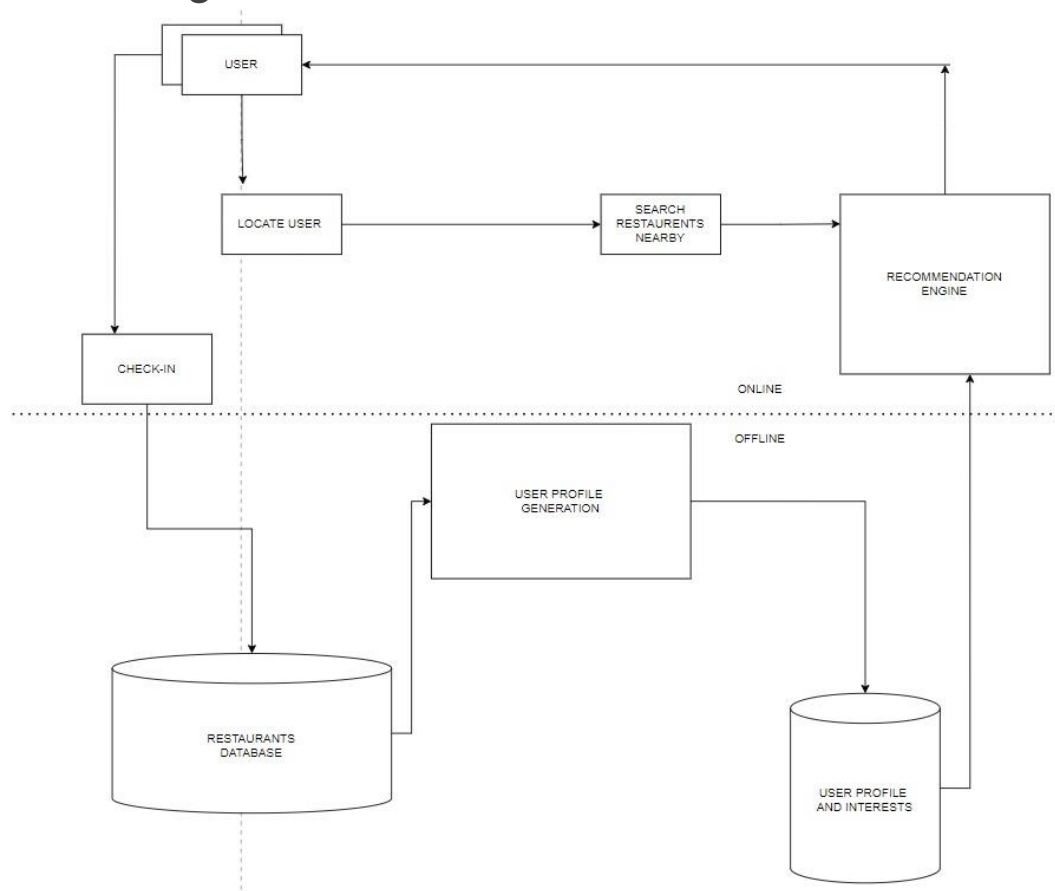 USER
LOCATE USER
SEARCH
RESTAURENTS
NEARBY
RECOMMENDATION
ENGINE
CHECK-IN
ONLINE
OFFLINE
USER PROFILE
GENERATION
RESTAURANTS
DATABASE
USER PROFILE
AND INTERESTS